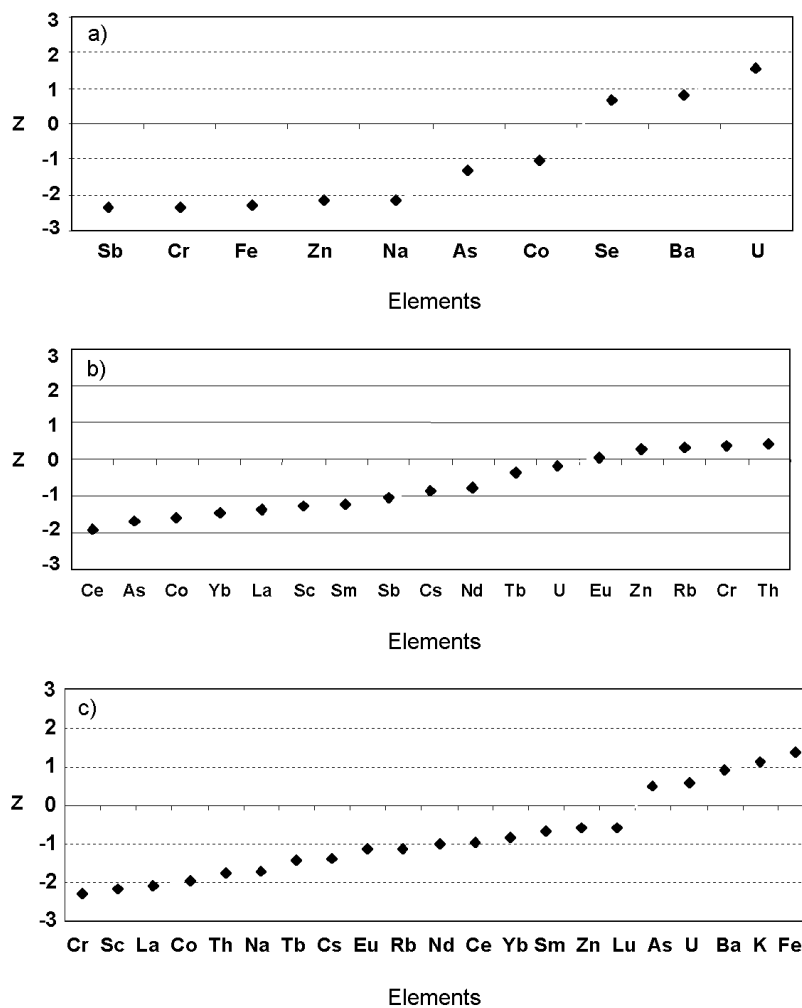 a)
3
2
1
0
-1
-2
-3
Z
Sb Cr Fe Zn Na As Co Se Ba U
Elements
b)
3
2
1
0
-1
-2
-3
Z
Ce As Co Yb La Sc Sm Sb Cs Nd Tb U Eu Zn Rb Cr Th
Elements
c)
3
2
1
0
-1
-2
-3
Z
Cr Sc La Co Th Na Tb Cs Eu Rb Nd Ce Yb Sm Zn Lu As U Ba K Fe
Elements